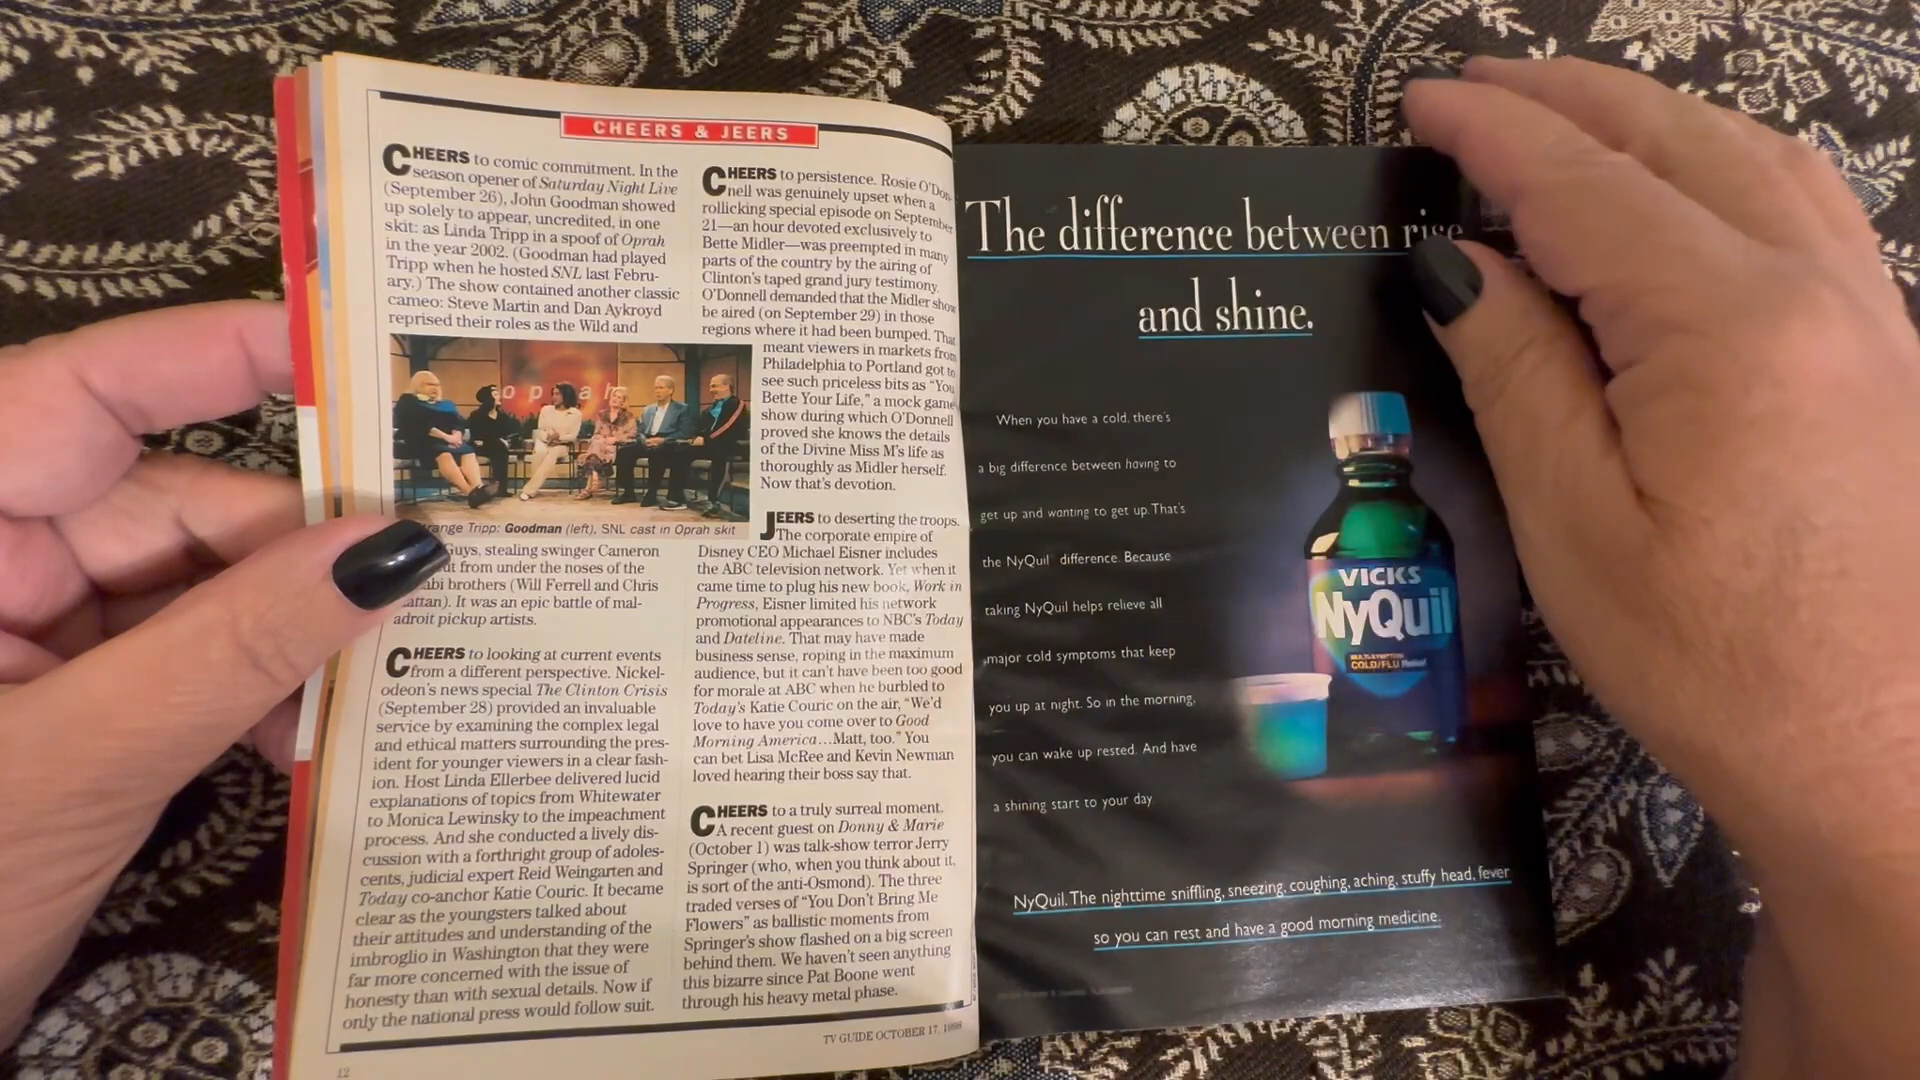 CHEERS & JEERS
CHEERS to comic commitment. In the
season opener of Saturday Night Live
(September 26), John Goodman showed
up solely to appear, uncredited, in one
skit: as Linda Tripp in a spoof of Oprah
in the year 2002. (Goodman had played
Tripp when he hosted SNL last Febru-
ary.) The show contained another classic
cameo: Steve Martin and Dan Aykroyd
reprised their roles as the Wild and
oprah
Tripp: Goodman (left), SNL cast in Oprah skit
Guys, stealing swinger Cameron
from under the noses of the
brothers (Will Ferrell and Chris
It was an epic battle of mal-
adroit pickup artists.
CHEERS to looking at current events
from a different perspective. Nickel-
odeon's news special The Clinton Crisis
(September 28) provided an invaluable
service by examining the complex legal
and ethical matters surrounding the pres-
ident for younger viewers in a clear fash-
ion. Host Linda Ellerbee delivered lucid
explanations of topics from Whitewater
to Monica Lewinsky to the impeachment
process. And she conducted a lively dis-
cussion with a forthright group of adoles-
cents, judicial expert Reid Weingarten and
Today co-anchor Katie Couric. It became
clear as the youngsters talked about
their attitudes and understanding of the
imbroglio in Washington that they were
far more concerned with the issue of
honesty than with sexual details. Now if
only the national press would follow suit.
CHEERS to persistence. Rosie O'Don-
nell was genuinely upset when a
rollicking special episode on September
21—an hour devoted exclusively to
Bette Midler—was preempted in many
parts of the country by the airing of
Clinton's taped grand jury testimony.
O'Donnell demanded that the Midler show
be aired (on September 29) in those
regions where it had been bumped. That
meant viewers in markets from
Philadelphia to Portland got to
see such priceless bits as "You
Bette Your Life," a mock game
show during which O'Donnell
proved she knows the details
of the Divine Miss M's life as
thoroughly as Midler herself.
Now that's devotion.
JEERS to deserting the troops.
The corporate empire of
Disney CEO Michael Eisner includes
the ABC television network. Yet when it
came time to plug his new book, Work in
Progress, Eisner limited his network
promotional appearances to NBC's Today
and Dateline. That may have made
business sense, roping in the maximum
audience, but it can't have been too good
for morale at ABC when he burbled to
Today's Katie Couric on the air, "We'd
love to have you come over to Good
Morning America...Matt, too." You
can bet Lisa McRee and Kevin Newman
loved hearing their boss say that.
CHEERS to a truly surreal moment.
A recent guest on Donny & Marie
(October 1) was talk-show terror Jerry
Springer (who, when you think about it,
is sort of the anti-Osmond). The three
traded verses of "You Don't Bring Me
Flowers" as ballistic moments from
Springer's show flashed on a big screen
behind them. We haven't seen anything
this bizarre since Pat Boone went
through his heavy metal phase.
TV GUIDE OCTOBER 17, 1998
12
The difference between rise
and shine.
When you have a cold, there's
a big difference between having to
get up and wanting to get up. That's
the NyQuil difference. Because
taking NyQuil helps relieve all
major cold symptoms that keep
you up at night. So in the morning,
you can wake up rested. And have
a shining start to your day
VICKS
NyQuil
MULTI-SYMPTOM
COLD/FLU Relief
NyQuil. The nighttime sniffling, sneezing, coughing, aching, stuffy head, fever
so you can rest and have a good morning medicine.